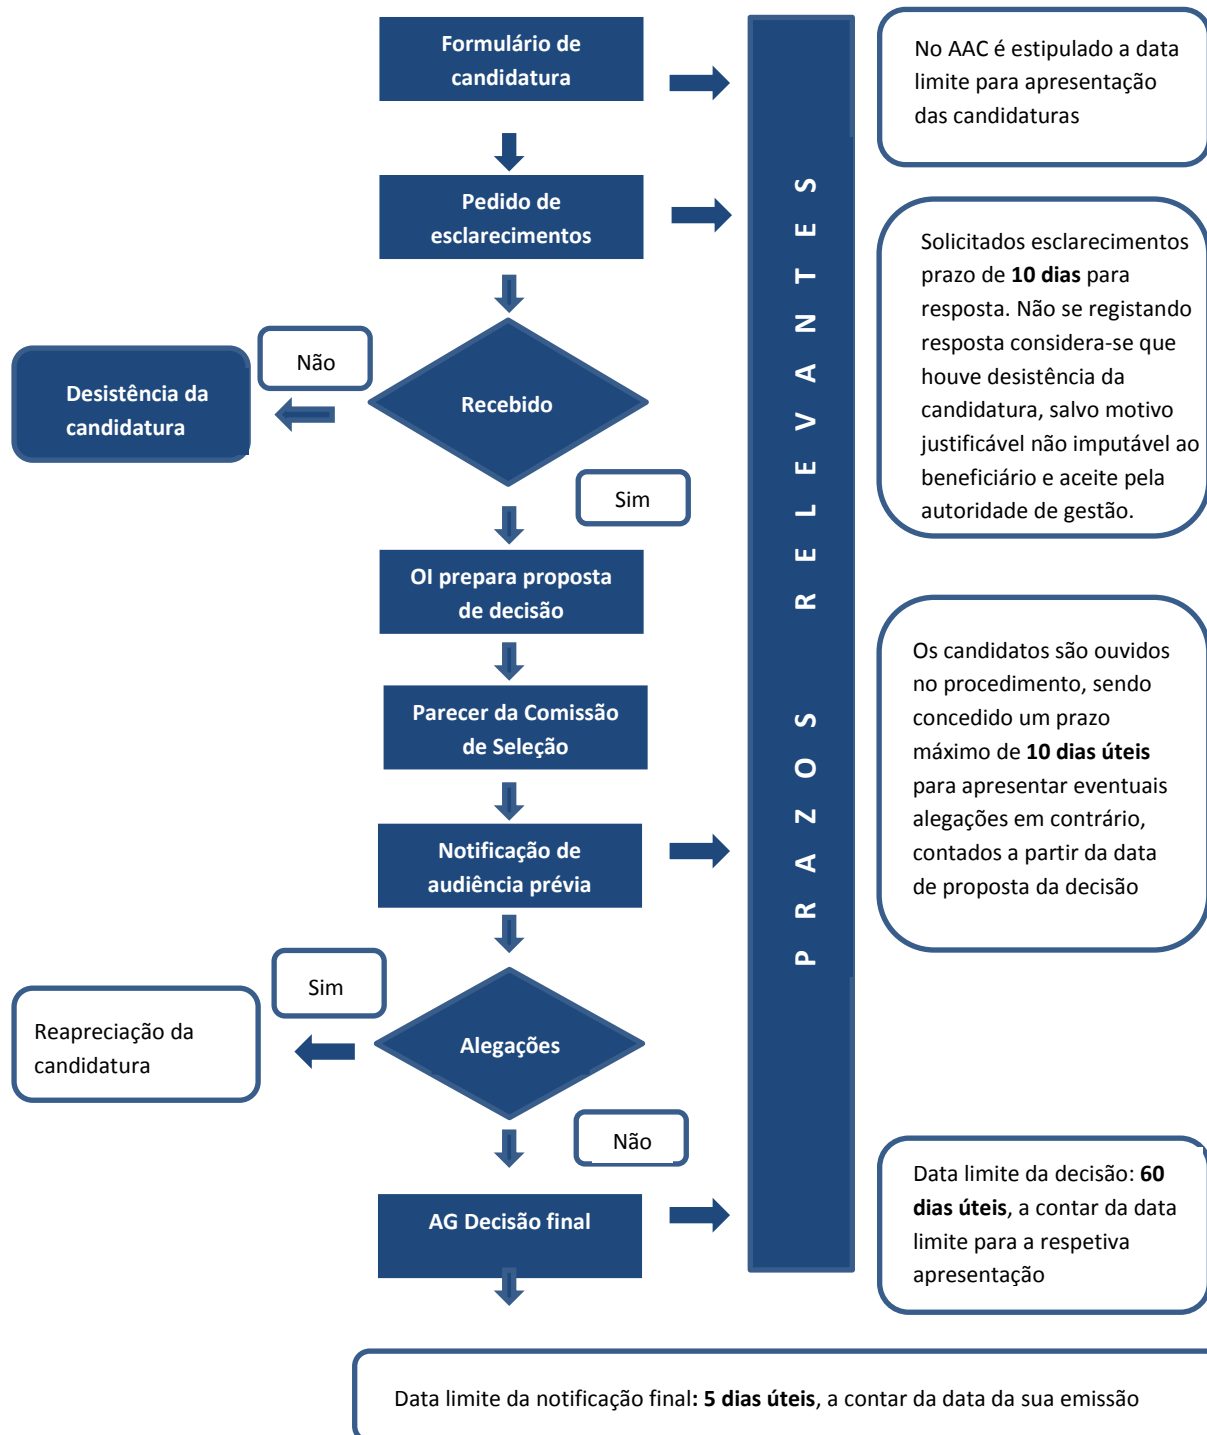 Formulário de
candidatura
No AAC é estipulado a data
limite para apresentação
das candidaturas
Pedido de
esclarecimentos
Solicitados esclarecimentos
prazo de 10 dias para
resposta. Não se registando
resposta considera-se que
houve desistência da
candidatura, salvo motivo
justificável não imputável ao
beneficiário e aceite pela
autoridade de gestão.
Não
Desistência da
candidatura
Recebido
Sim
OI prepara proposta
de decisão
Parecer da Comissão
de Seleção
Os candidatos são ouvidos
no procedimento, sendo
concedido um prazo
máximo de 10 dias úteis
para apresentar eventuais
alegações em contrário,
contados a partir da data
de proposta da decisão
Notificação de
audiência prévia
PRAZOS RELEVANTES
Sim
Reapreciação da
candidatura
Alegações
Não
AG Decisão final
Data limite da decisão: 60
dias úteis, a contar da data
limite para a respetiva
apresentação
Data limite da notificação final: 5 dias úteis, a contar da data da sua emissão